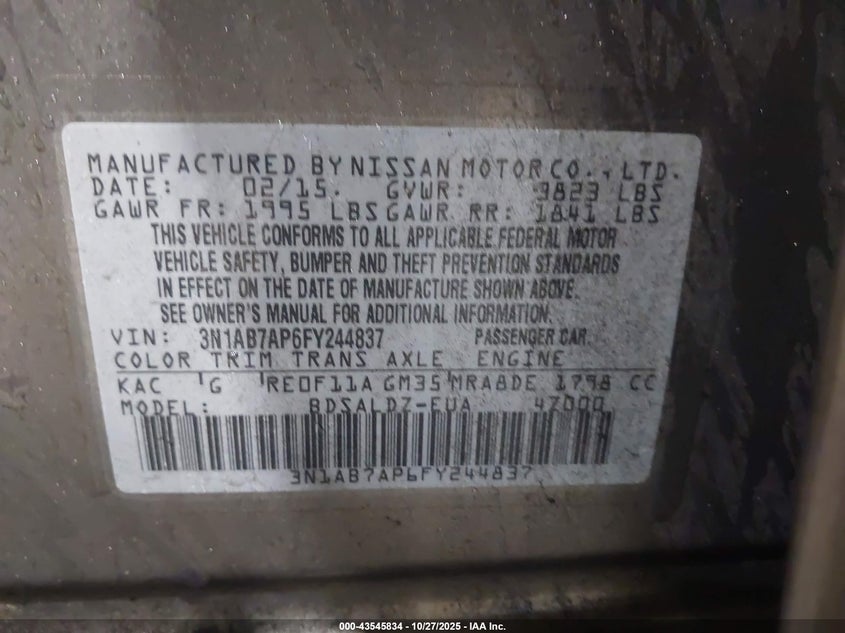 MANUFACTURED BY NISSAN MOTOR CO., LTD.
DATE: 02/15. GVWR: 3823 LBS
GAWR FR: 1995 LBS GAWR RR: 1841 LBS
THIS VEHICLE CONFORMS TO ALL APPLICABLE FEDERAL MOTOR
VEHICLE SAFETY, BUMPER AND THEFT PREVENTION STANDARDS
IN EFFECT ON THE DATE OF MANUFACTURE SHOWN ABOVE.
SEE OWNER'S MANUAL FOR ADDITIONAL INFORMATION.
VIN: 3N1AB7AP6FY244837 PASSENGER CAR
COLOR TRIM TRANS AXLE ENGINE
KAC G RE0F11A GM35 MRA8DE 1798 CC
MODEL: BDSALDZ-EUA 47000
3N1AB7AP6FY244837
000-43545834 | 10/27/2025 - IAA Inc.